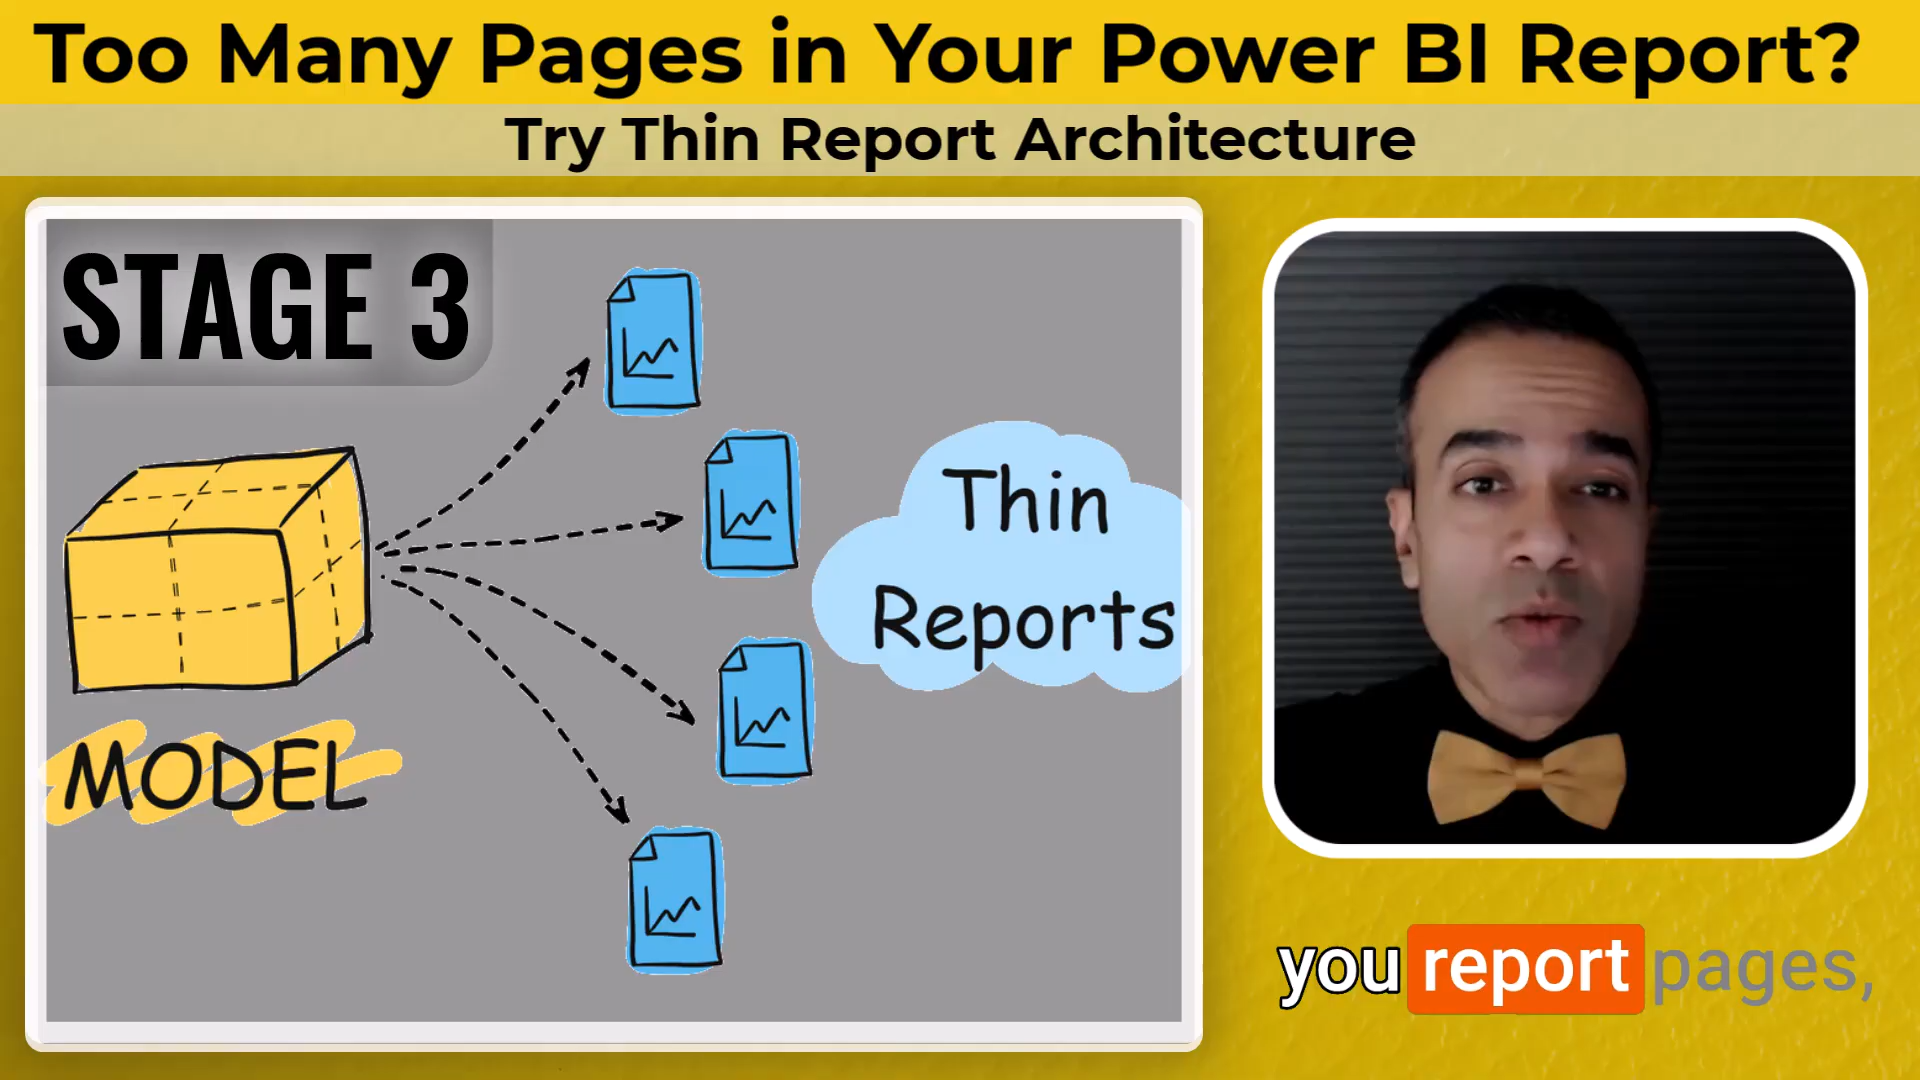 Too Many Pages in Your Power BI Report?
Try Thin Report Architecture
STAGE 3
Thin
Reports
MODEL
you report pages,